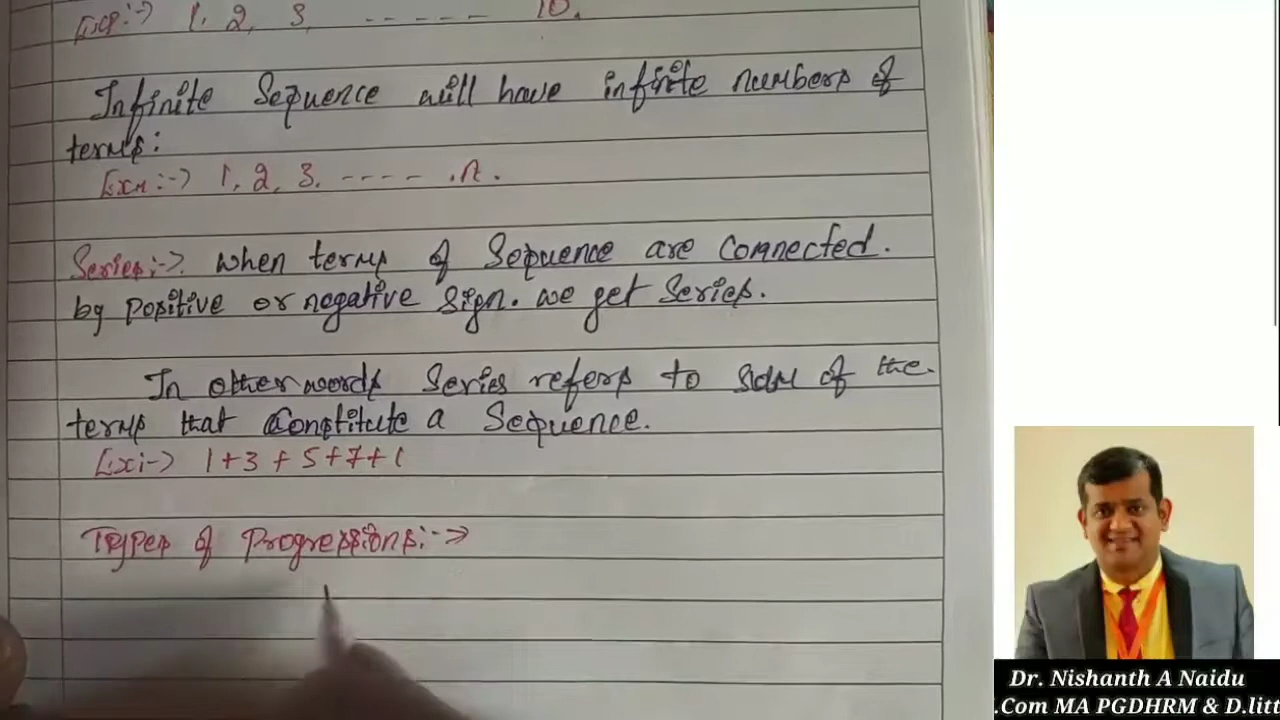 Ex:-> 1, 2, 3, ----- 10.
Infinite Sequence will have infinite numbers of
terms:
Ex:-> 1, 2, 3, ---- .n.
Series:-> when terms of Sequence are connected.
by positive or negative sign. we get Series.
In other words Series refers to sum of the.
terms that Constitute a Sequence.
Ex:-> 1+3+5+7+1
Types of Progressions:->
Dr. Nishanth A Naidu
.Com MA PGDHRM & D.litt